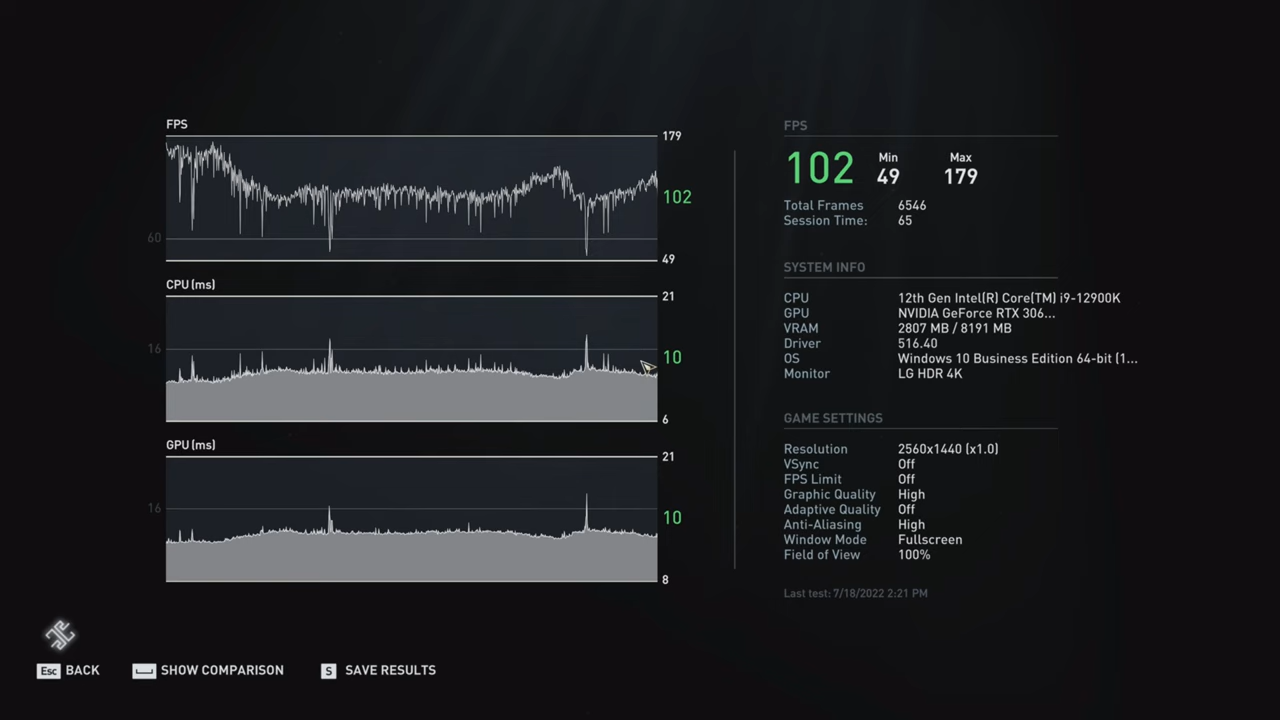 FPS
179
102
60
49
CPU (ms)
21
16
10
6
GPU (ms)
21
16
10
8
FPS
102
Min
49
Max
179
Total Frames 6546
Session Time: 65
SYSTEM INFO
CPU 12th Gen Intel(R) Core(TM) i9-12900K
GPU NVIDIA GeForce RTX 306...
VRAM 2807 MB / 8191 MB
Driver 516.40
OS Windows 10 Business Edition 64-bit (1...
Monitor LG HDR 4K
GAME SETTINGS
Resolution 2560x1440 (x1.0)
VSync Off
FPS Limit Off
Graphic Quality High
Adaptive Quality Off
Anti-Aliasing High
Window Mode Fullscreen
Field of View 100%
Last test: 7/18/2022 2:21 PM
Esc BACK SHOW COMPARISON S SAVE RESULTS